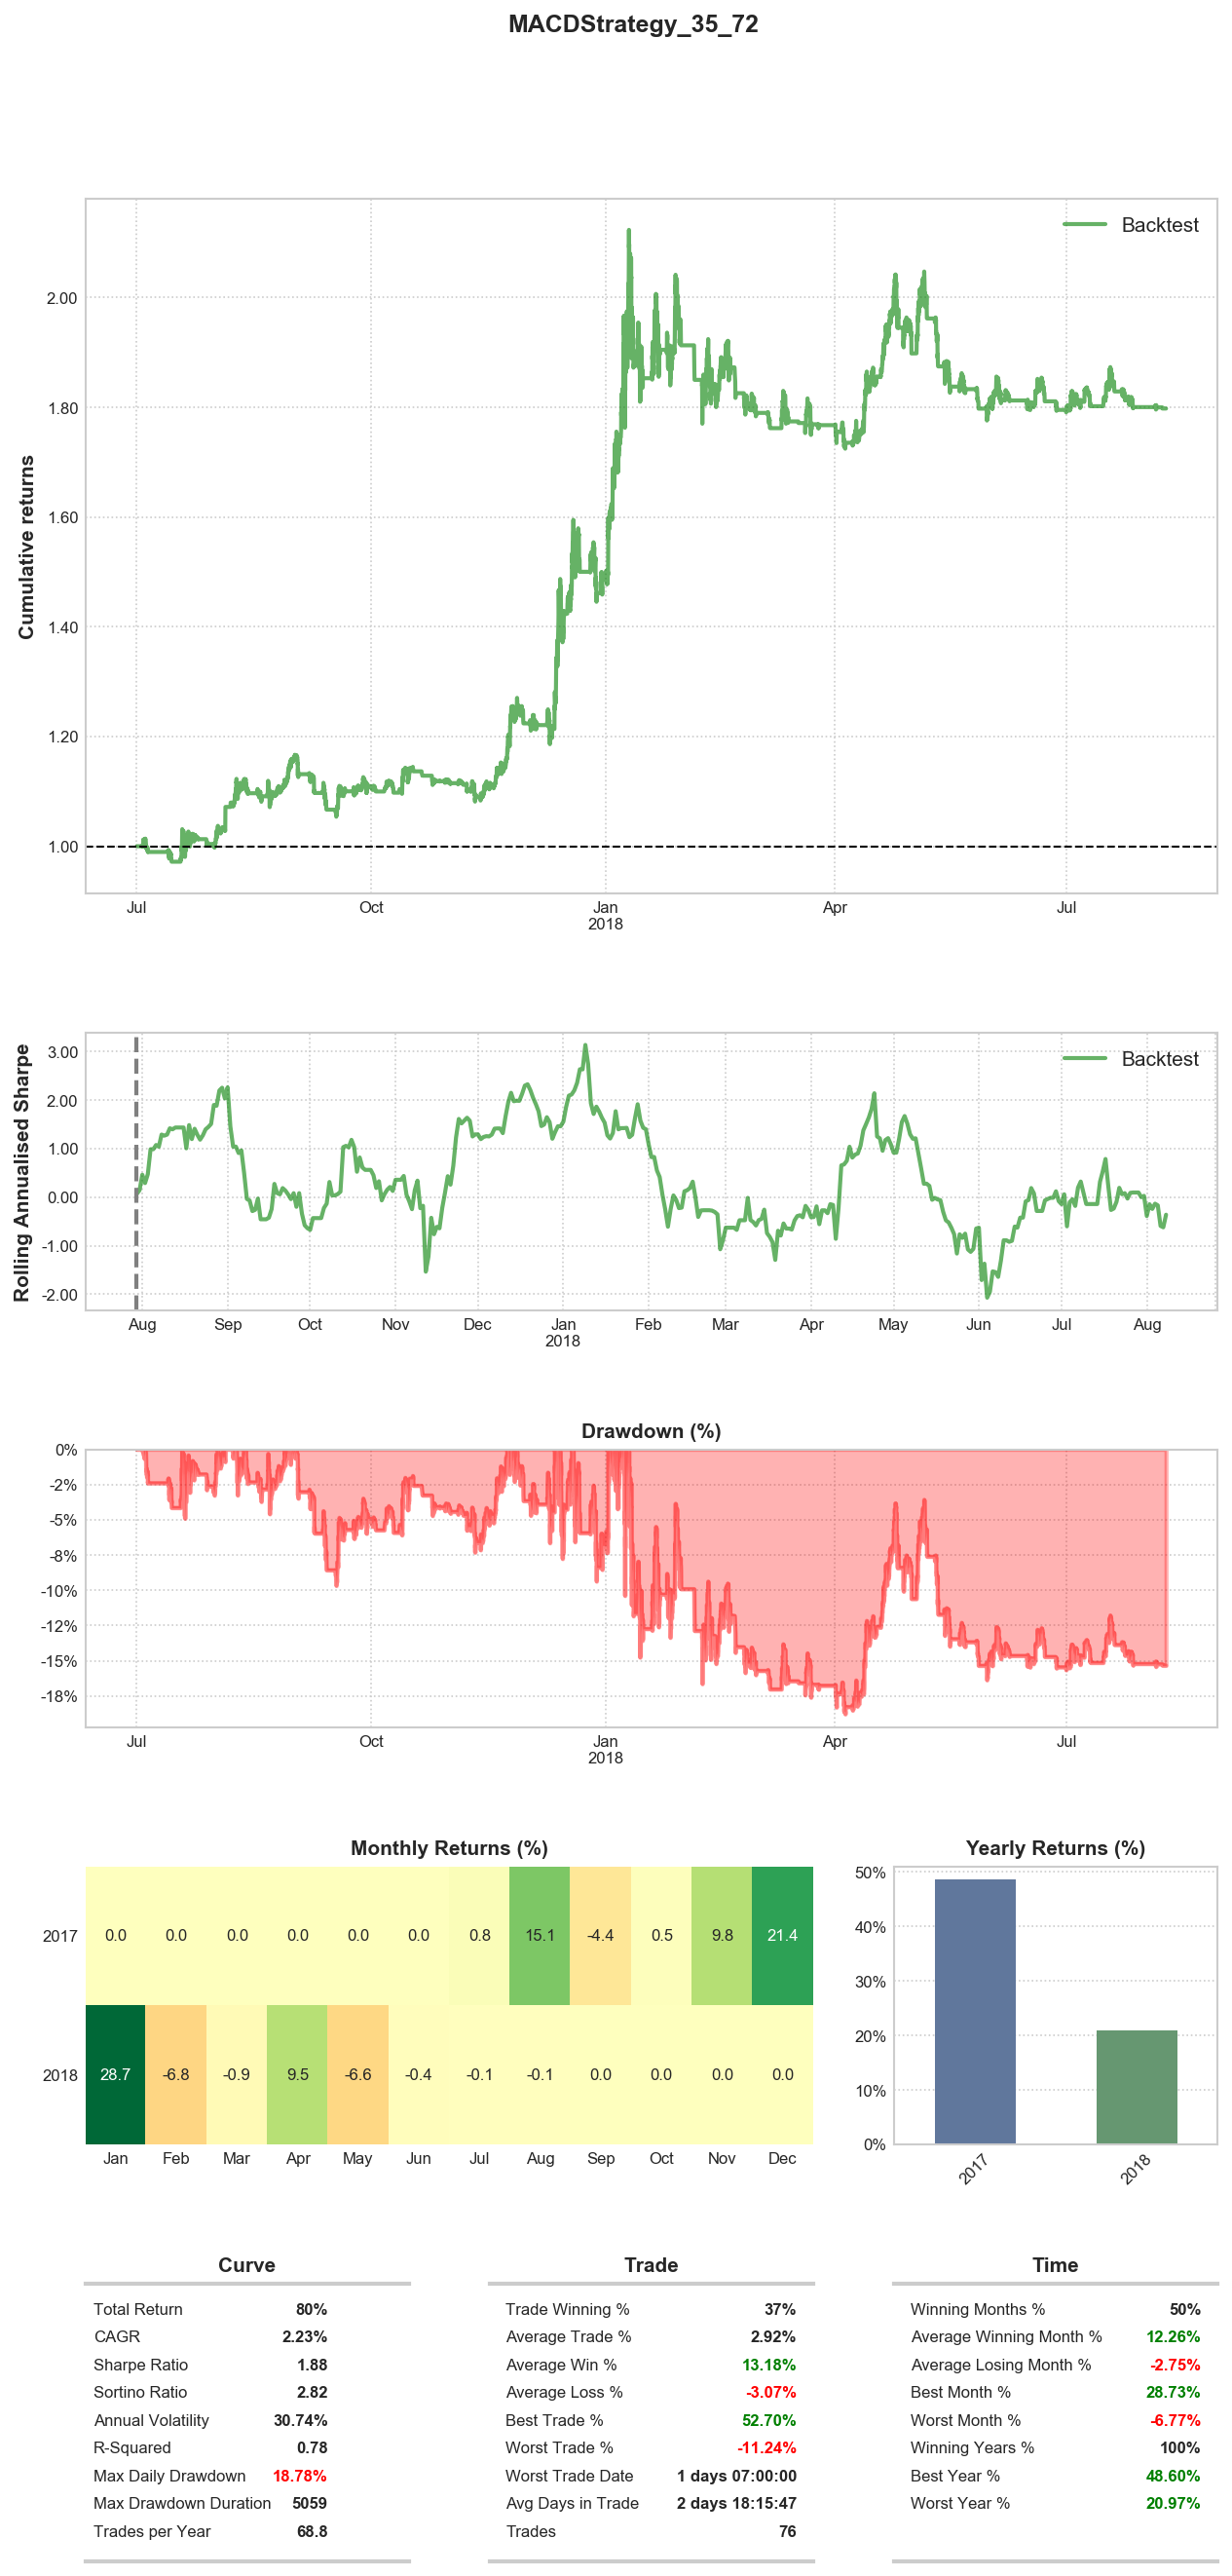 MACDStrategy_35_72
Backtest
Cumulative returns
2.00
1.80
1.60
1.40
1.20
1.00
Jul Oct Jan Apr Jul
2018
Backtest
Rolling Annualised Sharpe
3.00
2.00
1.00
0.00
-1.00
-2.00
Aug Sep Oct Nov Dec Jan Feb Mar Apr May Jun Jul Aug
2018
Drawdown (%)
0%
-2%
-5%
-8%
-10%
-12%
-15%
-18%
Jul Oct Jan Apr Jul
2018
Monthly Returns (%)
2017 0.0 0.0 0.0 0.0 0.0 0.0 0.8 15.1 -4.4 0.5 9.8 21.4
2018 28.7 -6.8 -0.9 9.5 -6.6 -0.4 -0.1 -0.1 0.0 0.0 0.0 0.0
Jan Feb Mar Apr May Jun Jul Aug Sep Oct Nov Dec
Yearly Returns (%)
50%
40%
30%
20%
10%
0%
2017 2018
Curve
Total Return 80%
CAGR 2.23%
Sharpe Ratio 1.88
Sortino Ratio 2.82
Annual Volatility 30.74%
R-Squared 0.78
Max Daily Drawdown 18.78%
Max Drawdown Duration 5059
Trades per Year 68.8
Trade
Trade Winning % 37%
Average Trade % 2.92%
Average Win % 13.18%
Average Loss % -3.07%
Best Trade % 52.70%
Worst Trade % -11.24%
Worst Trade Date 1 days 07:00:00
Avg Days in Trade 2 days 18:15:47
Trades 76
Time
Winning Months % 50%
Average Winning Month % 12.26%
Average Losing Month % -2.75%
Best Month % 28.73%
Worst Month % -6.77%
Winning Years % 100%
Best Year % 48.60%
Worst Year % 20.97%